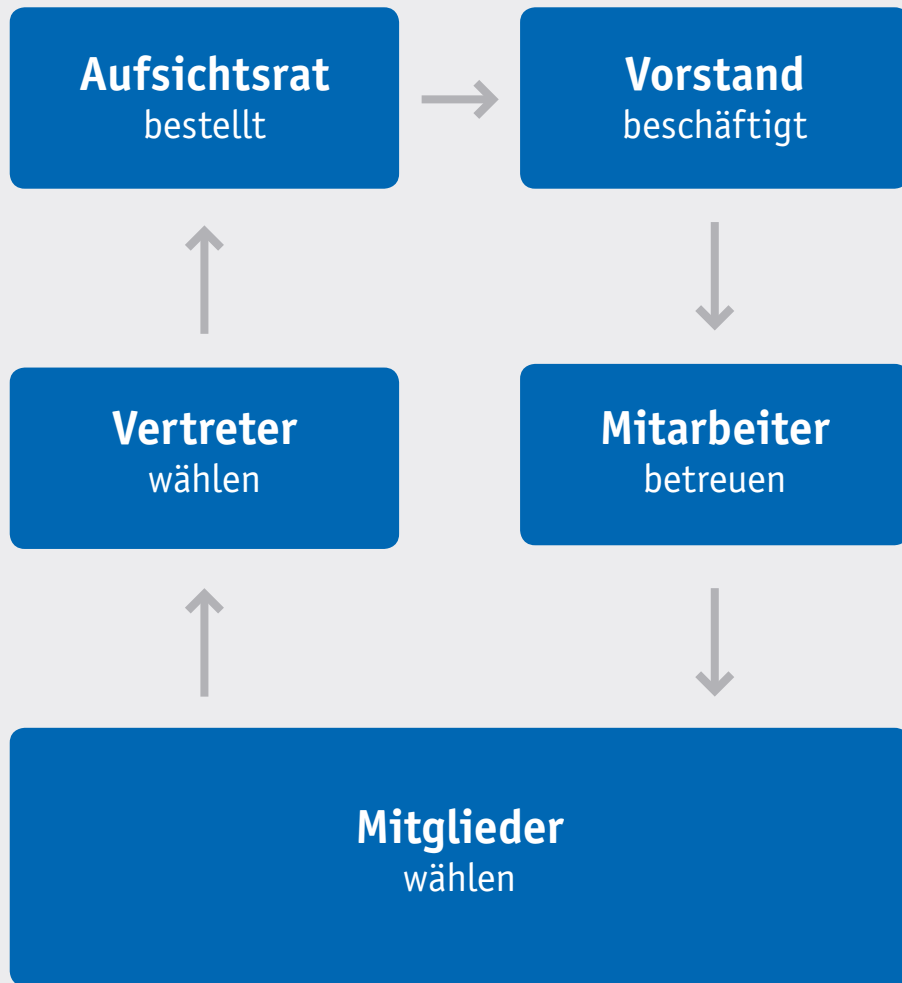 Aufsichtsrat
bestellt
Vorstand
beschäftigt
Vertreter
wählen
Mitarbeiter
betreuen
Mitglieder
wählen